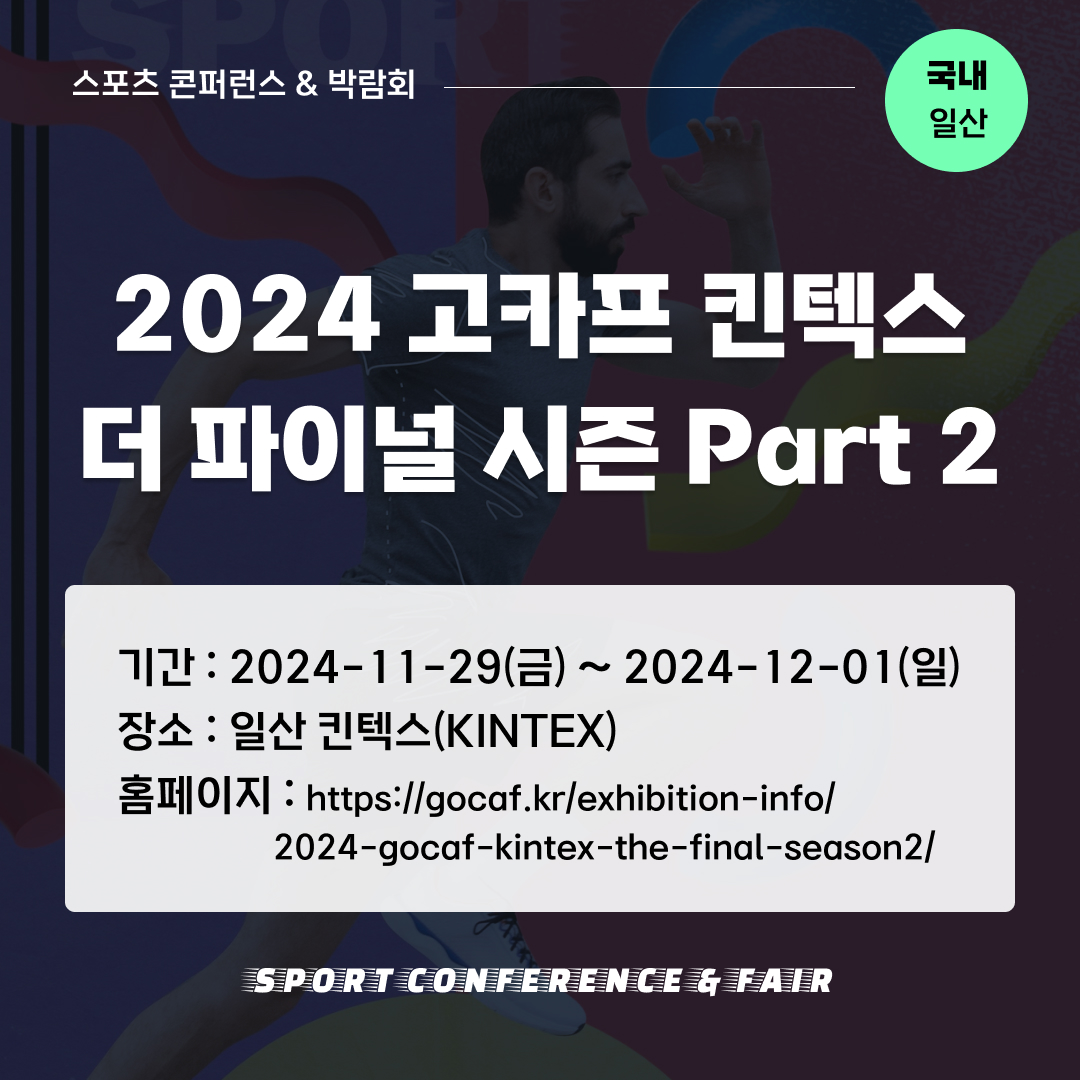 SPORT
스포츠 콘퍼런스 & 박람회
국내
일산
2024 고카프 킨텍스
더 파이널 시즌 Part 2
기간 : 2024-11-29(금) ~ 2024-12-01(일)
장소 : 일산 킨텍스(KINTEX)
홈페이지 : https://gocaf.kr/exhibition-info/
2024-gocaf-kintex-the-final-season2/
SPORT CONFERENCE & FAIR